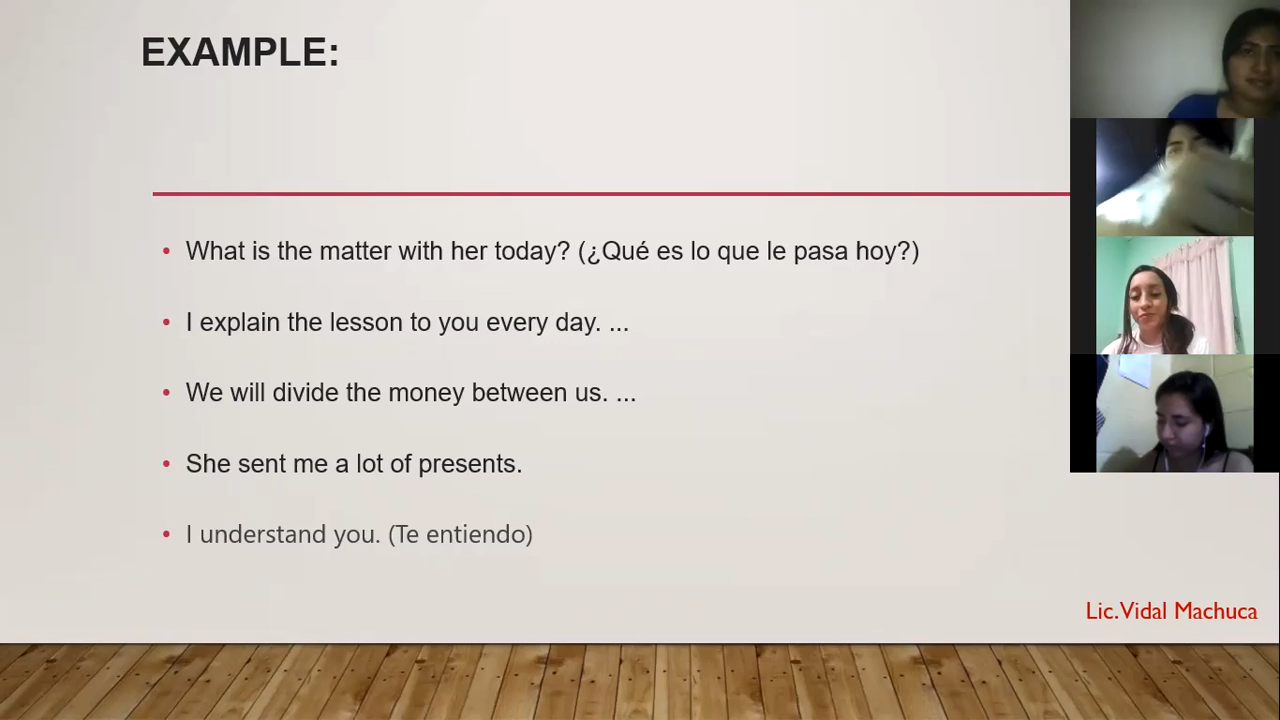 EXAMPLE:
• What is the matter with her today? (¿Qué es lo que le pasa hoy?)
• I explain the lesson to you every day. ...
• We will divide the money between us. ...
• She sent me a lot of presents.
• I understand you. (Te entiendo)
Lic.Vidal Machuca